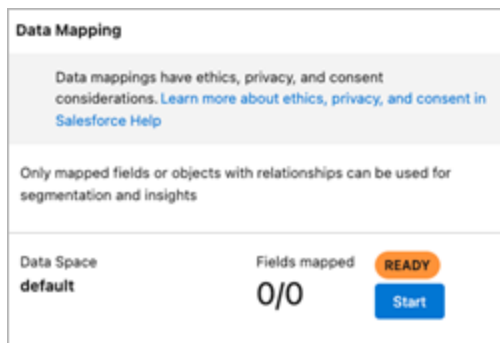 Data Mapping
Data mappings have ethics, privacy, and consent
considerations. Learn more about ethics, privacy, and consent in
Salesforce Help
Only mapped fields or objects with relationships can be used for
segmentation and insights
Data Space
default
Fields mapped
0/0
READY
Start